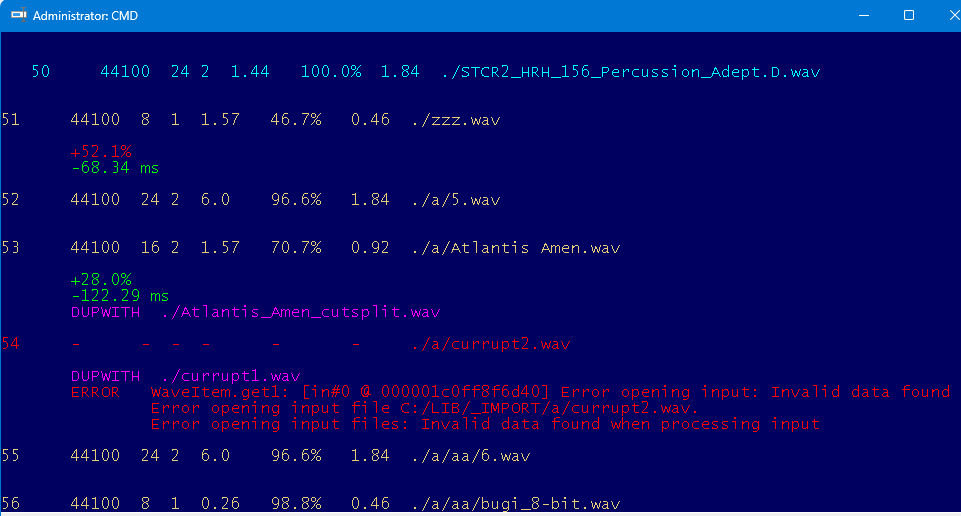 Administrator: CMD
50 44100 24 2 1.44 100.0% 1.84 ./STCR2_HRH_156_Percussion_Adept.D.wav
51 44100 8 1 1.57 46.7% 0.46 ./zzz.wav
+52.1%
-68.34 ms
52 44100 24 2 6.0 96.6% 1.84 ./a/5.wav
53 44100 16 2 1.57 70.7% 0.92 ./a/Atlantis Amen.wav
+28.0%
-122.29 ms
DUPWITH ./Atlantis_Amen_cutsplit.wav
54 - - - - - - ./a/currupt2.wav
DUPWITH ./currupt1.wav
ERROR WaveItem.get1: [in#0 @ 000001c0ff8f6d40] Error opening input: Invalid data found
Error opening input file C:/LIB/_IMPORT/a/currupt2.wav.
Error opening input files: Invalid data found when processing input
55 44100 24 2 6.0 96.6% 1.84 ./a/aa/6.wav
56 44100 8 1 0.26 98.8% 0.46 ./a/aa/bugi_8-bit.wav